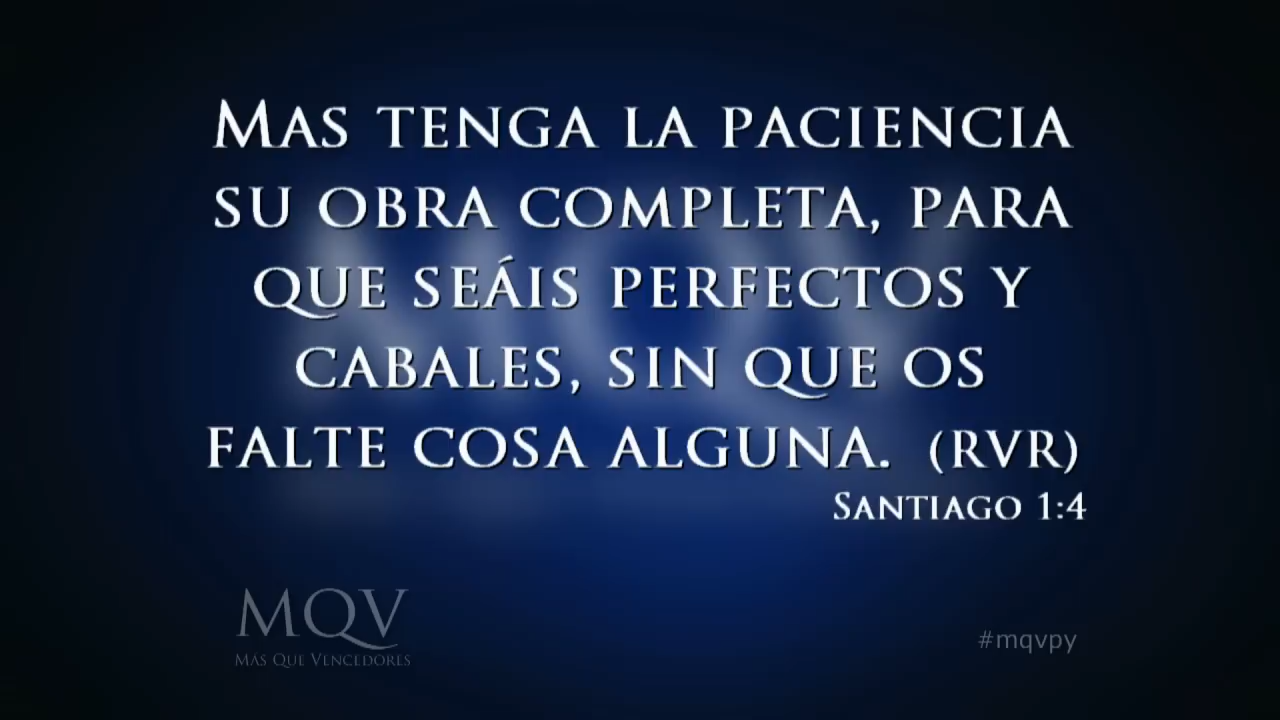 Mas tenga la paciencia
su obra completa, para
que seáis perfectos y
cabales, sin que os
falte cosa alguna. (RVR)
Santiago 1:4
MQV
Más Que Vencedores
#mqvpy